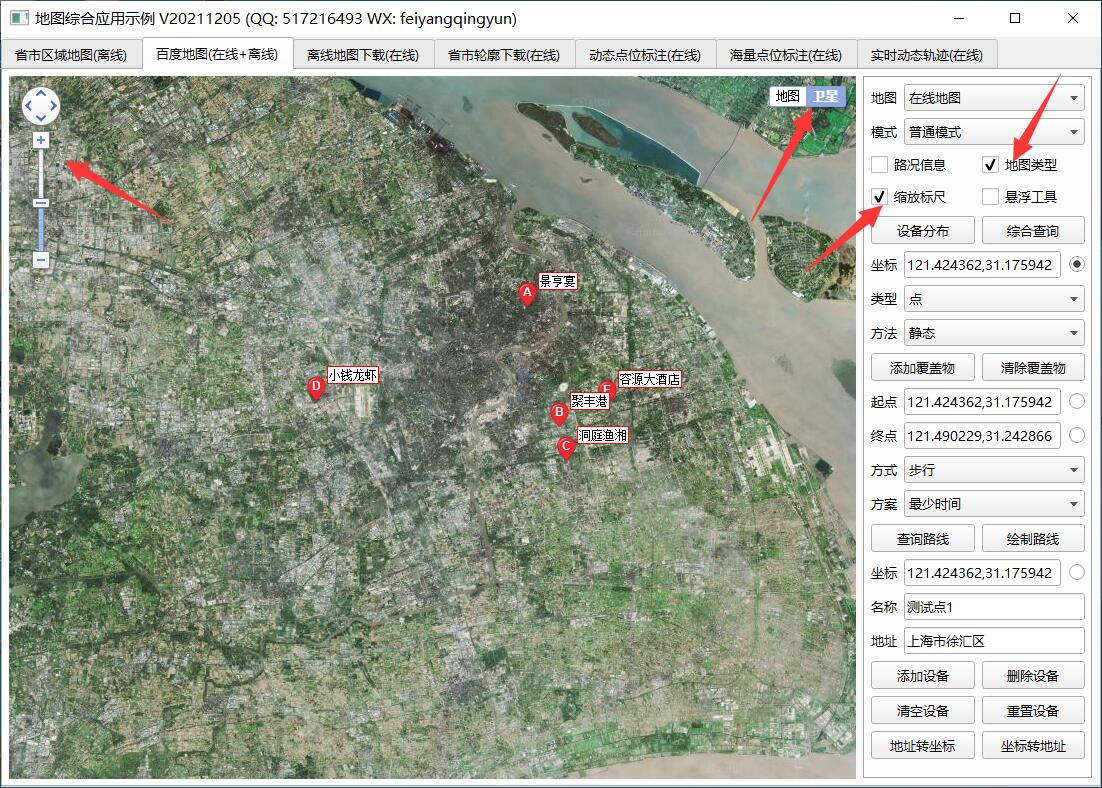 地图综合应用示例 V20211205 (QQ: 517216493 WX: feiyangqingyun)
省市区域地图(离线) 百度地图(在线+离线) 离线地图下载(在线) 省市轮廓下载(在线) 动态点位标注(在线) 海量点位标注(在线) 实时动态轨迹(在线)
地图 卫星
A 景亨宴
D 小钱龙虾
E 容源大酒店
B 聚丰港
C 洞庭渔湘
地图 在线地图
模式 普通模式
路况信息 地图类型
缩放标尺 悬浮工具
设备分布 综合查询
坐标 121.424362,31.175942
类型 点
方法 静态
添加覆盖物 清除覆盖物
起点 121.424362,31.175942
终点 121.490229,31.242866
方式 步行
方案 最少时间
查询路线 绘制路线
坐标 121.424362,31.175942
名称 测试点1
地址 上海市徐汇区
添加设备 删除设备
清空设备 重置设备
地址转坐标 坐标转地址